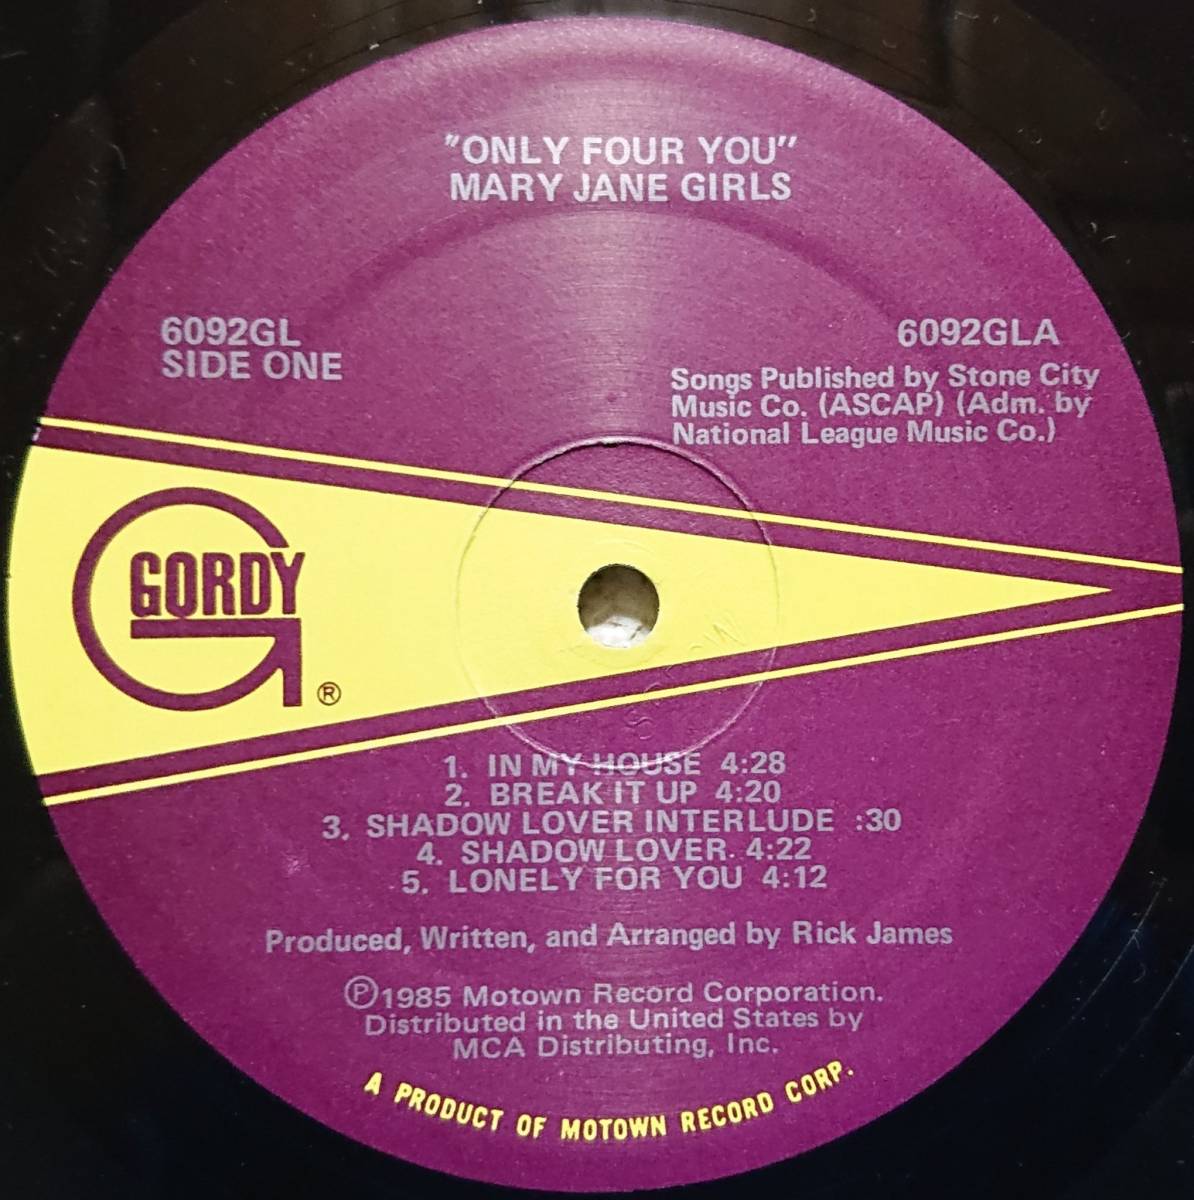 "ONLY FOUR YOU"
MARY JANE GIRLS
6092GL
SIDE ONE
6092GLA
Songs Published by Stone City
Music Co. (ASCAP) (Adm. by
National League Music Co.)
GORDY
®
1. IN MY HOUSE 4:28
2. BREAK IT UP 4:20
3. SHADOW LOVER INTERLUDE :30
4. SHADOW LOVER 4:22
5. LONELY FOR YOU 4:12
Produced, Written, and Arranged by Rick James
℗1985 Motown Record Corporation.
Distributed in the United States by
MCA Distributing, Inc.
A PRODUCT OF MOTOWN RECORD CORP.